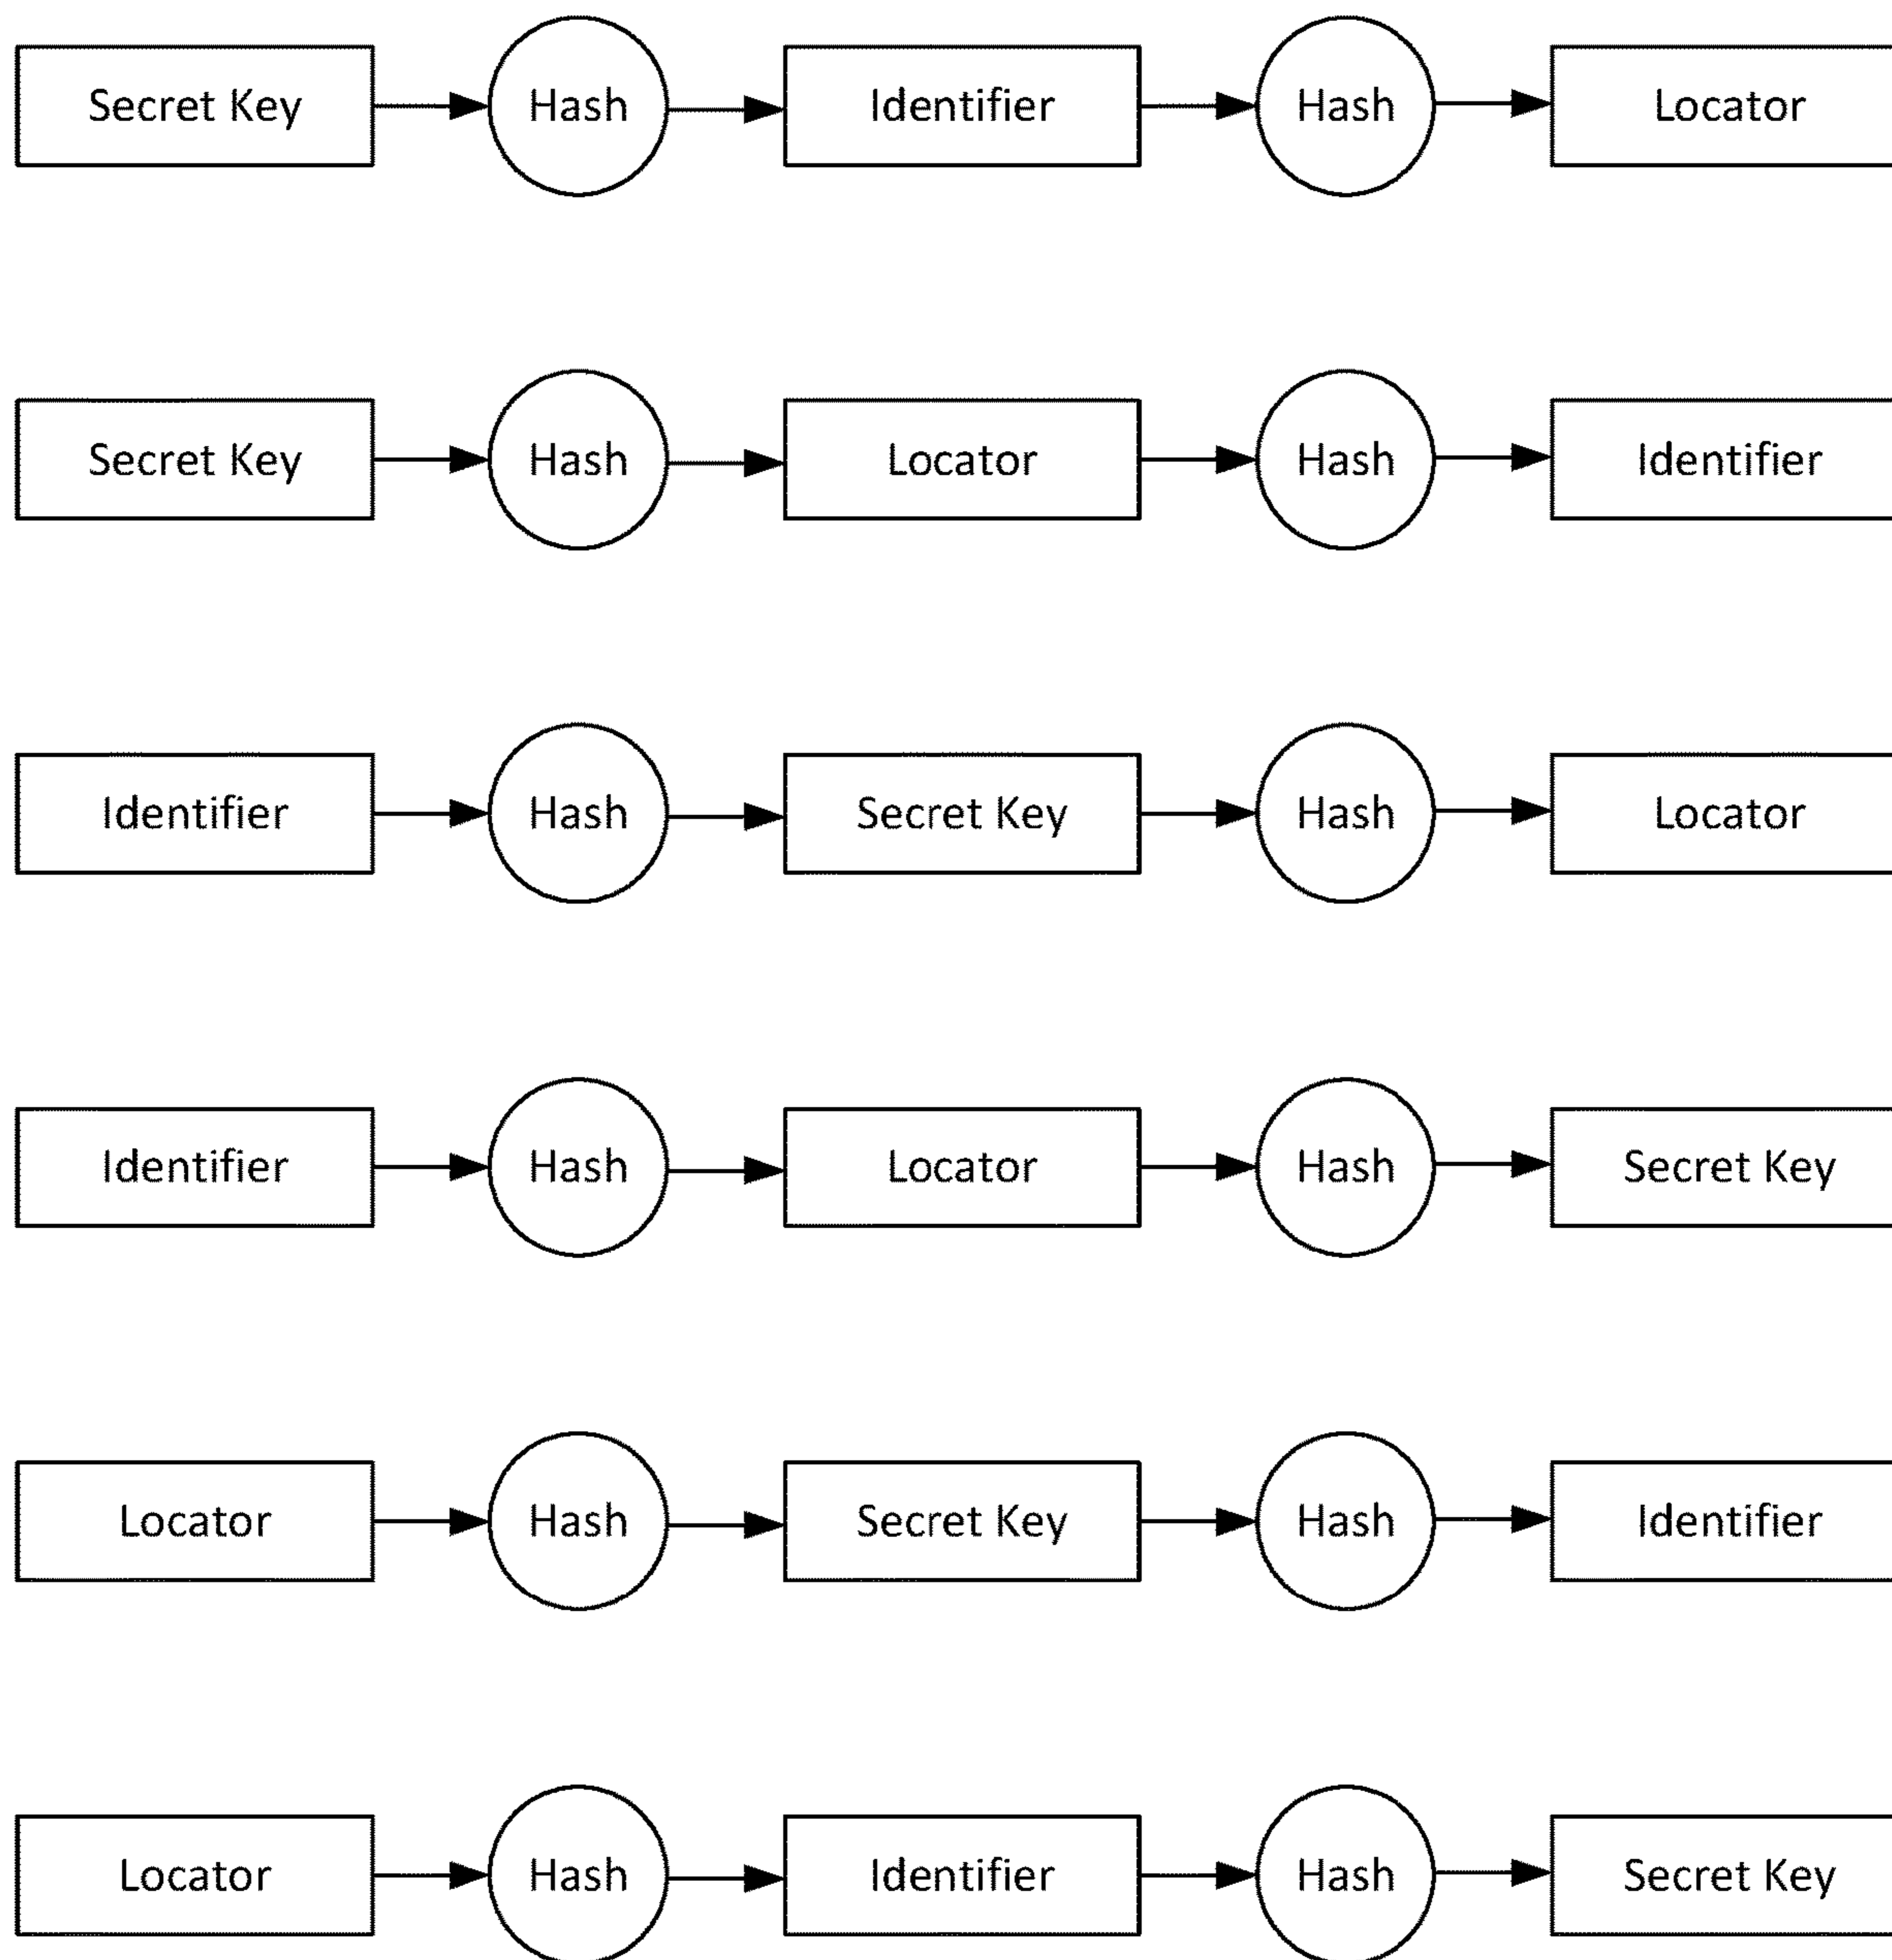 Secret Key Hash Identifier Hash Locator
Secret Key Hash Locator Hash Identifier
Identifier Hash Secret Key Hash Locator
Identifier Hash Locator Hash Secret Key
Locator Hash Secret Key Hash Identifier
Locator Hash Identifier Hash Secret Key